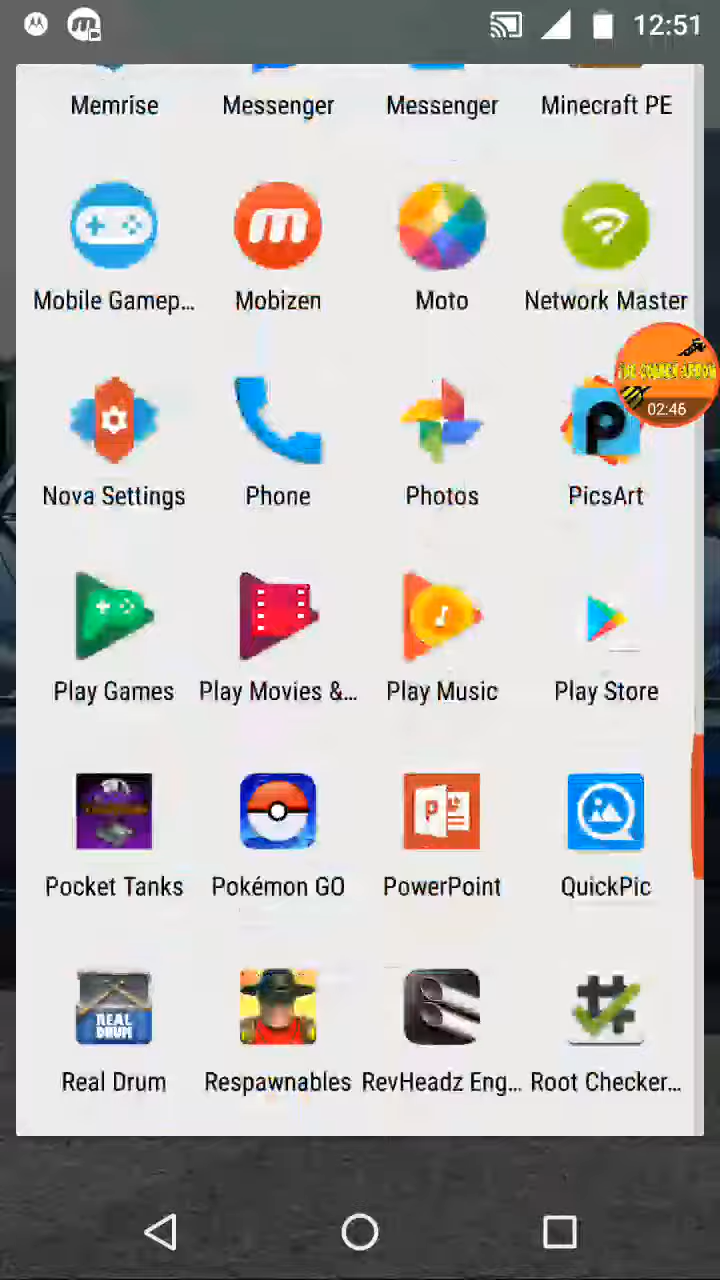 12:51
Memrise Messenger Messenger Minecraft PE
Mobile Gamep... Mobizen Moto Network Master
02:46
Nova Settings Phone Photos PicsArt
Play Games Play Movies &... Play Music Play Store
Pocket Tanks Pokémon GO PowerPoint QuickPic
REAL
DRUM
Real Drum Respawnables RevHeadz Eng... Root Checker...